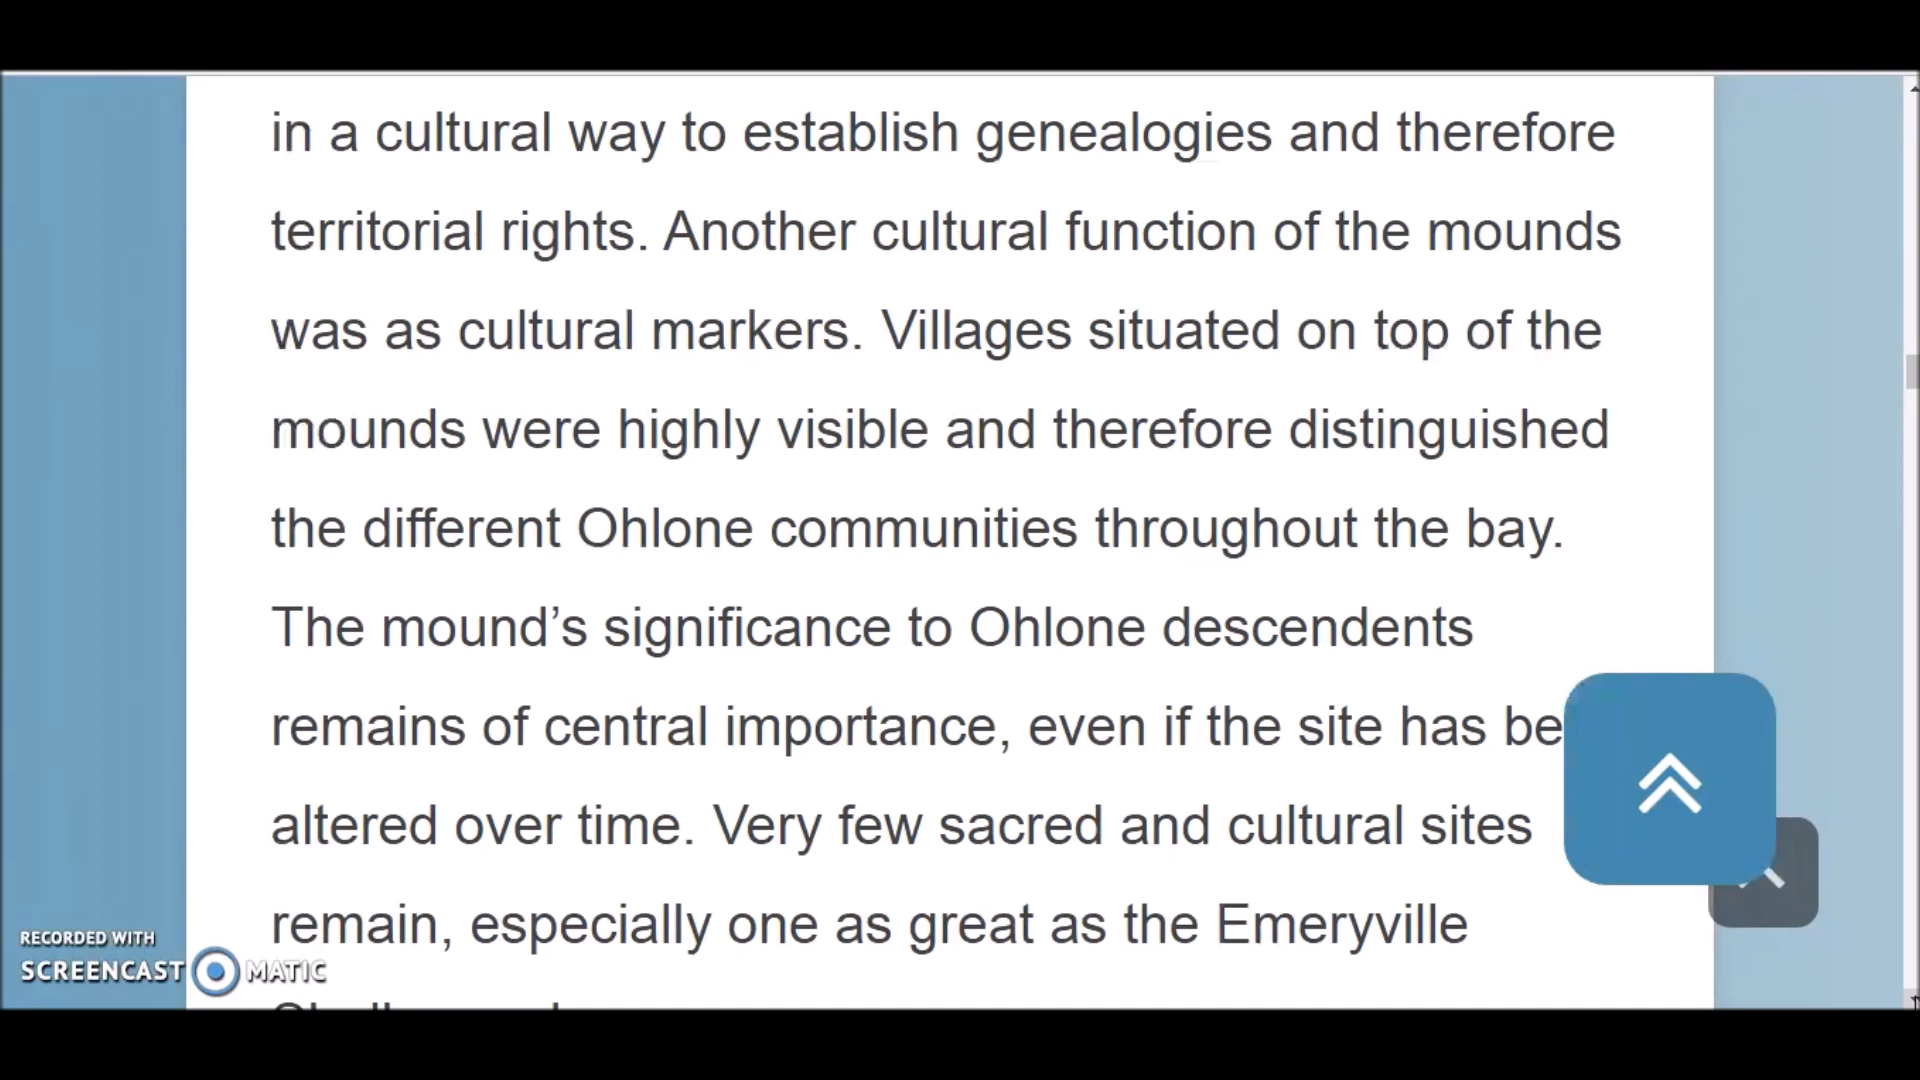 in a cultural way to establish genealogies and therefore
territorial rights. Another cultural function of the mounds
was as cultural markers. Villages situated on top of the
mounds were highly visible and therefore distinguished
the different Ohlone communities throughout the bay.
The mound’s significance to Ohlone descendents
remains of central importance, even if the site has be
altered over time. Very few sacred and cultural sites
remain, especially one as great as the Emeryville
RECORDED WITH
SCREENCAST MATIC